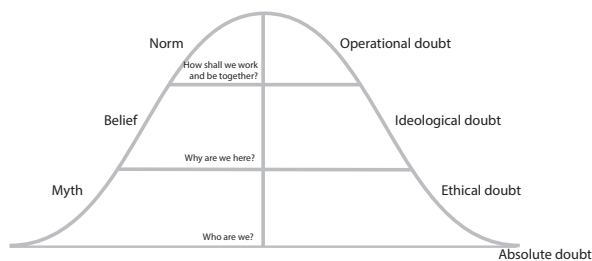 Norm
Operational doubt
How shall we work
and be together?
Belief
Ideological doubt
Why are we here?
Myth
Ethical doubt
Who are we?
Absolute doubt